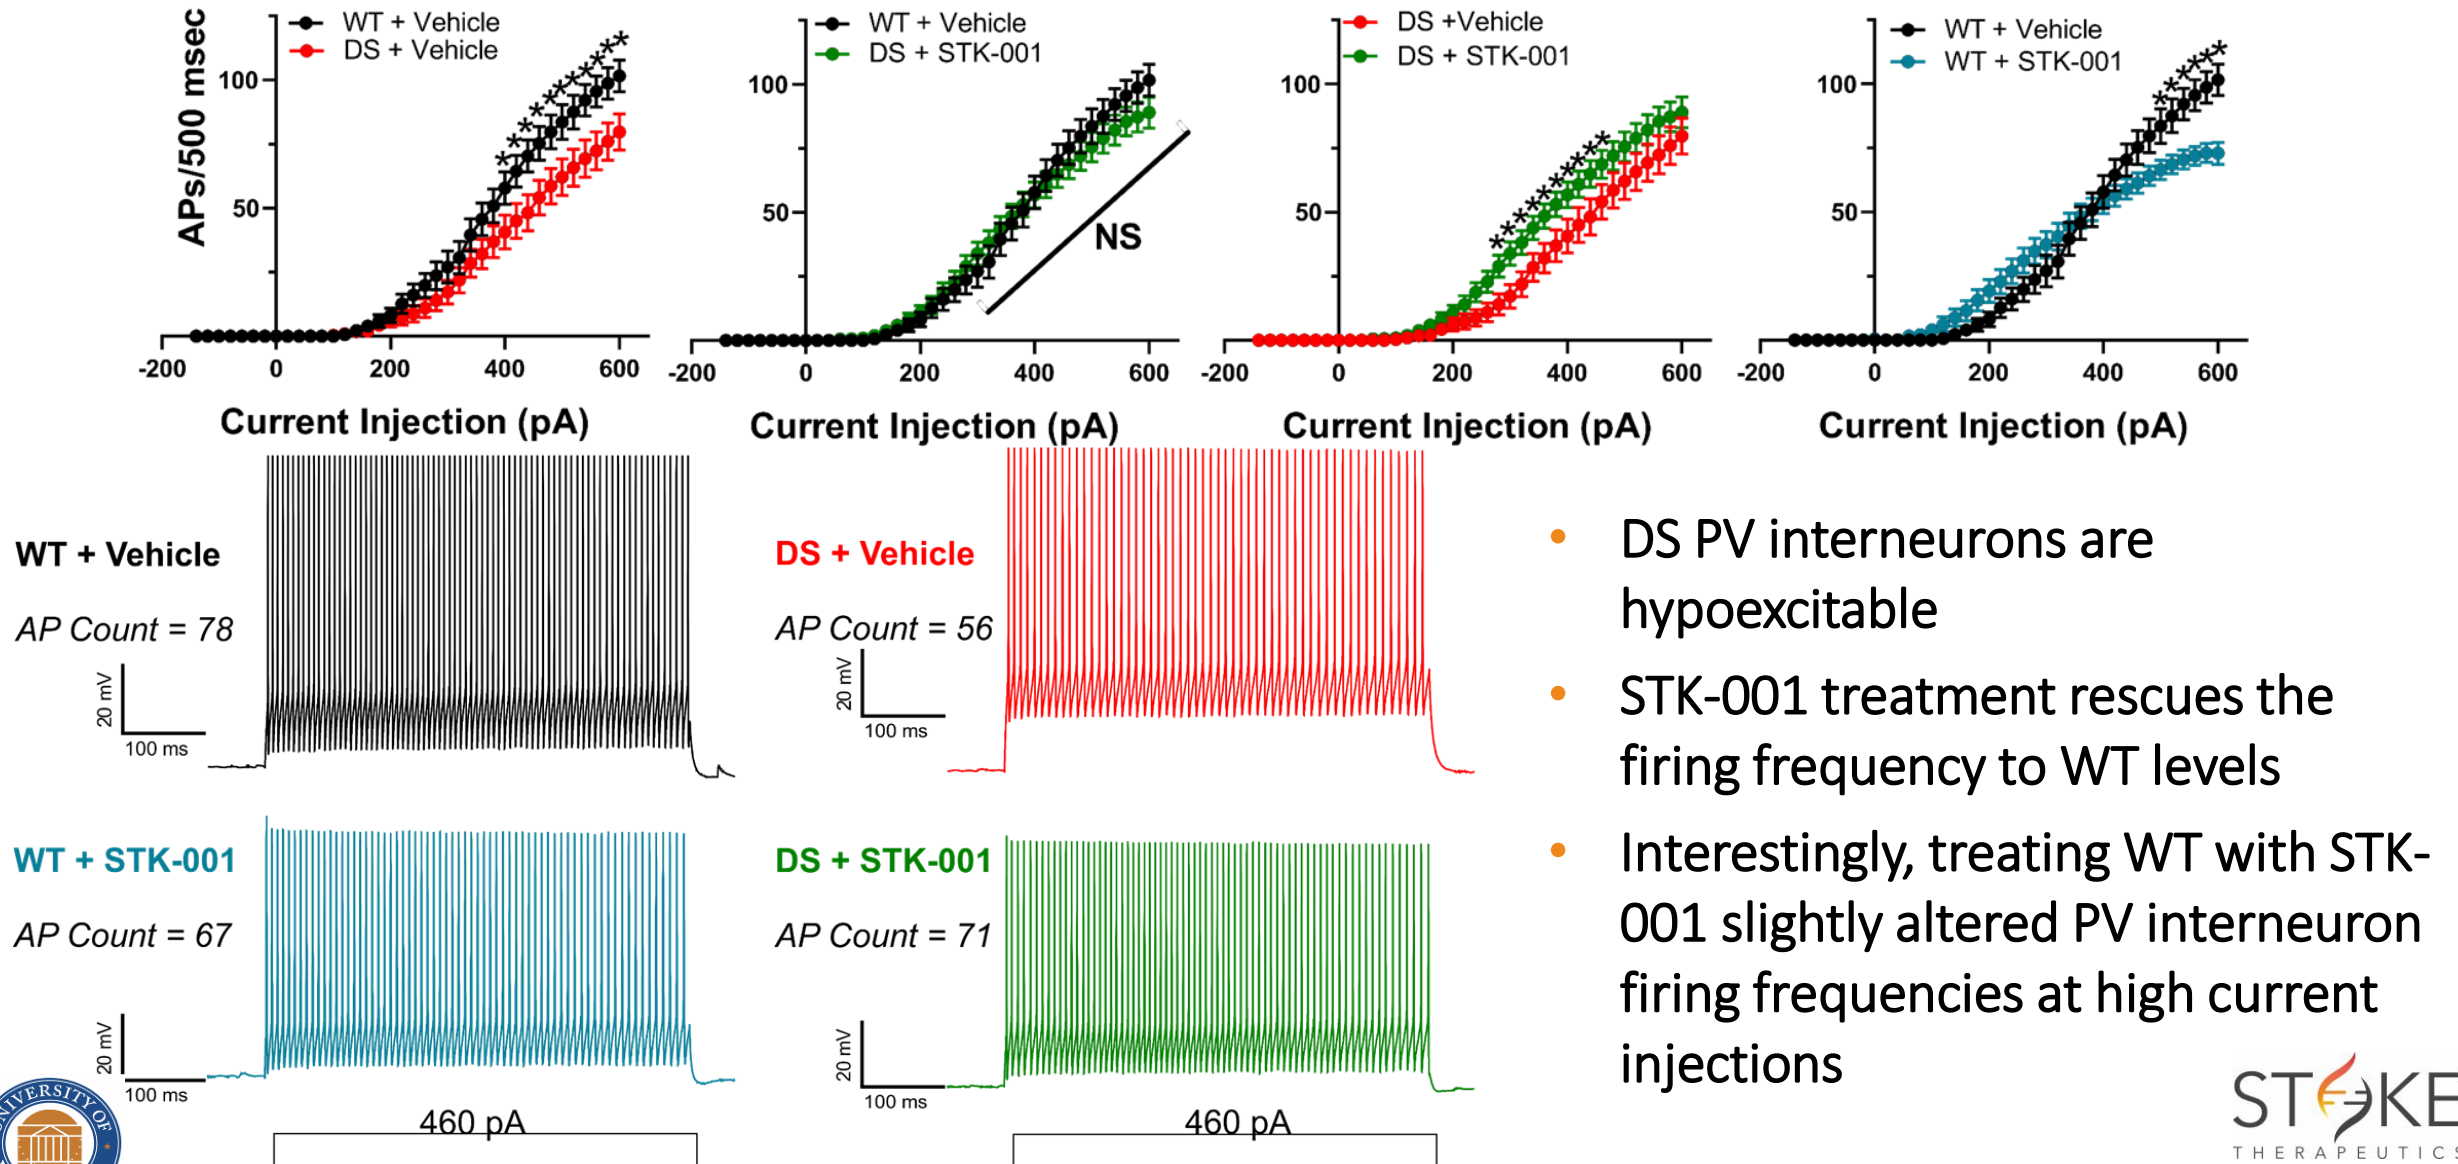 APs/500 msec
WT + Vehicle
DS + Vehicle
100
50
-200 0 200 400 600
Current Injection (pA)
WT + Vehicle
DS + STK-001
100
50
NS
-200 0 200 400 600
Current Injection (pA)
DS +Vehicle
DS + STK-001
100
50
-200 0 200 400 600
Current Injection (pA)
WT + Vehicle
WT + STK-001
100
50
-200 0 200 400 600
Current Injection (pA)
WT + Vehicle
AP Count = 78
20 mV
100 ms
DS + Vehicle
AP Count = 56
20 mV
100 ms
WT + STK-001
AP Count = 67
20 mV
100 ms
460 pA
DS + STK-001
AP Count = 71
20 mV
100 ms
460 pA
• DS PV interneurons are
hypoexcitable
• STK-001 treatment rescues the
firing frequency to WT levels
• Interestingly, treating WT with STK-
001 slightly altered PV interneuron
firing frequencies at high current
injections
NIVERSITY OF
STOKE
THERAPEUTICS